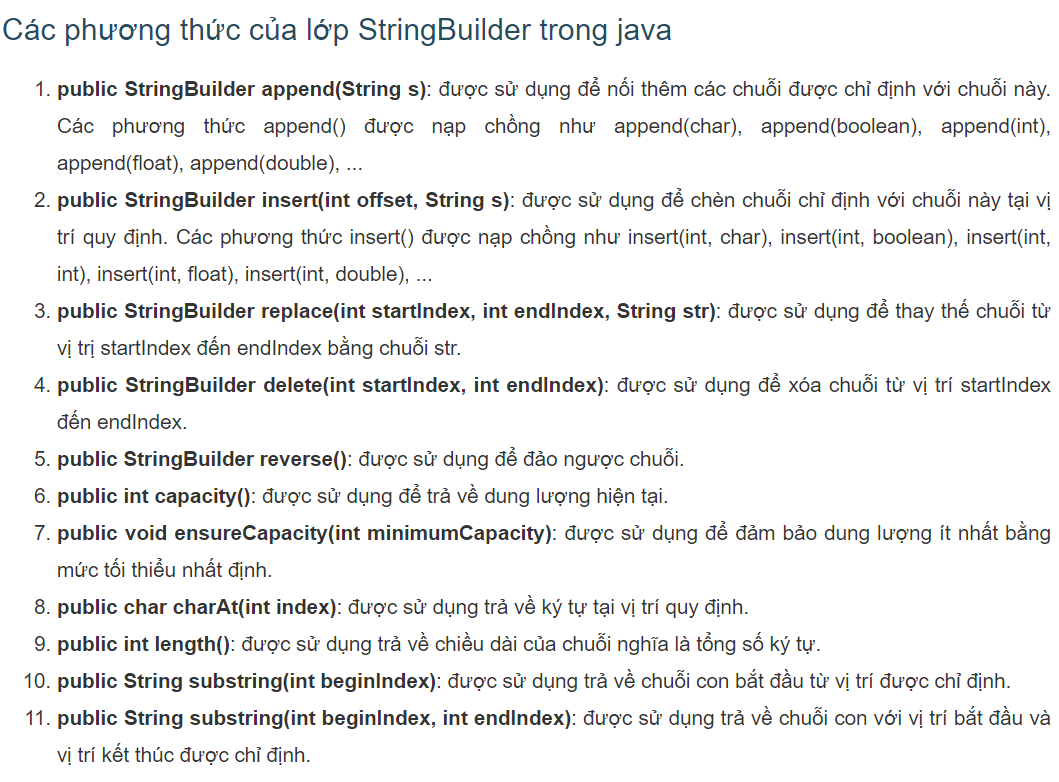 Các phương thức của lớp StringBuilder trong java
1. public StringBuilder append(String s): được sử dụng để nối thêm các chuỗi được chỉ định với chuỗi này.
Các phương thức append() được nạp chồng như append(char), append(boolean), append(int),
append(float), append(double), ...
2. public StringBuilder insert(int offset, String s): được sử dụng để chèn chuỗi chỉ định với chuỗi này tại vị
trí quy định. Các phương thức insert() được nạp chồng như insert(int, char), insert(int, boolean), insert(int,
int), insert(int, float), insert(int, double), ...
3. public StringBuilder replace(int startIndex, int endIndex, String str): được sử dụng để thay thế chuỗi từ
vị trị startIndex đến endIndex bằng chuỗi str.
4. public StringBuilder delete(int startIndex, int endIndex): được sử dụng để xóa chuỗi từ vị trí startIndex
đến endIndex.
5. public StringBuilder reverse(): được sử dụng để đảo ngược chuỗi.
6. public int capacity(): được sử dụng để trả về dung lượng hiện tại.
7. public void ensureCapacity(int minimumCapacity): được sử dụng để đảm bảo dung lượng ít nhất bằng
mức tối thiểu nhất định.
8. public char charAt(int index): được sử dụng trả về ký tự tại vị trí quy định.
9. public int length(): được sử dụng trả về chiều dài của chuỗi nghĩa là tổng số ký tự.
10. public String substring(int beginIndex): được sử dụng trả về chuỗi con bắt đầu từ vị trí được chỉ định.
11. public String substring(int beginIndex, int endIndex): được sử dụng trả về chuỗi con với vị trí bắt đầu và
vị trí kết thúc được chỉ định.